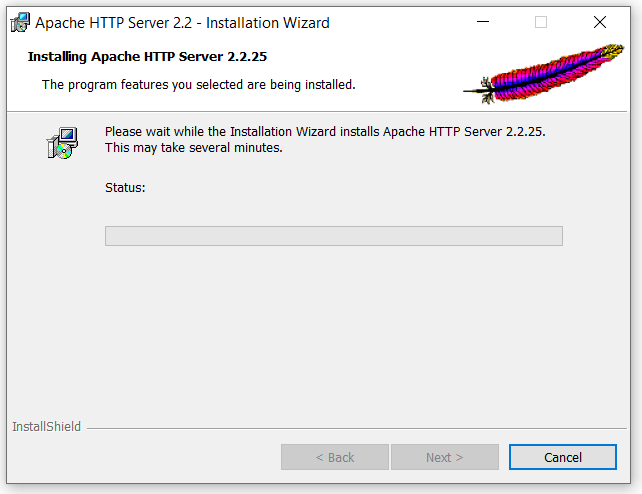 Apache HTTP Server 2.2 - Installation Wizard
Installing Apache HTTP Server 2.2.25
The program features you selected are being installed.
Please wait while the Installation Wizard installs Apache HTTP Server 2.2.25.
This may take several minutes.
Status:
InstallShield
< Back
Next >
Cancel